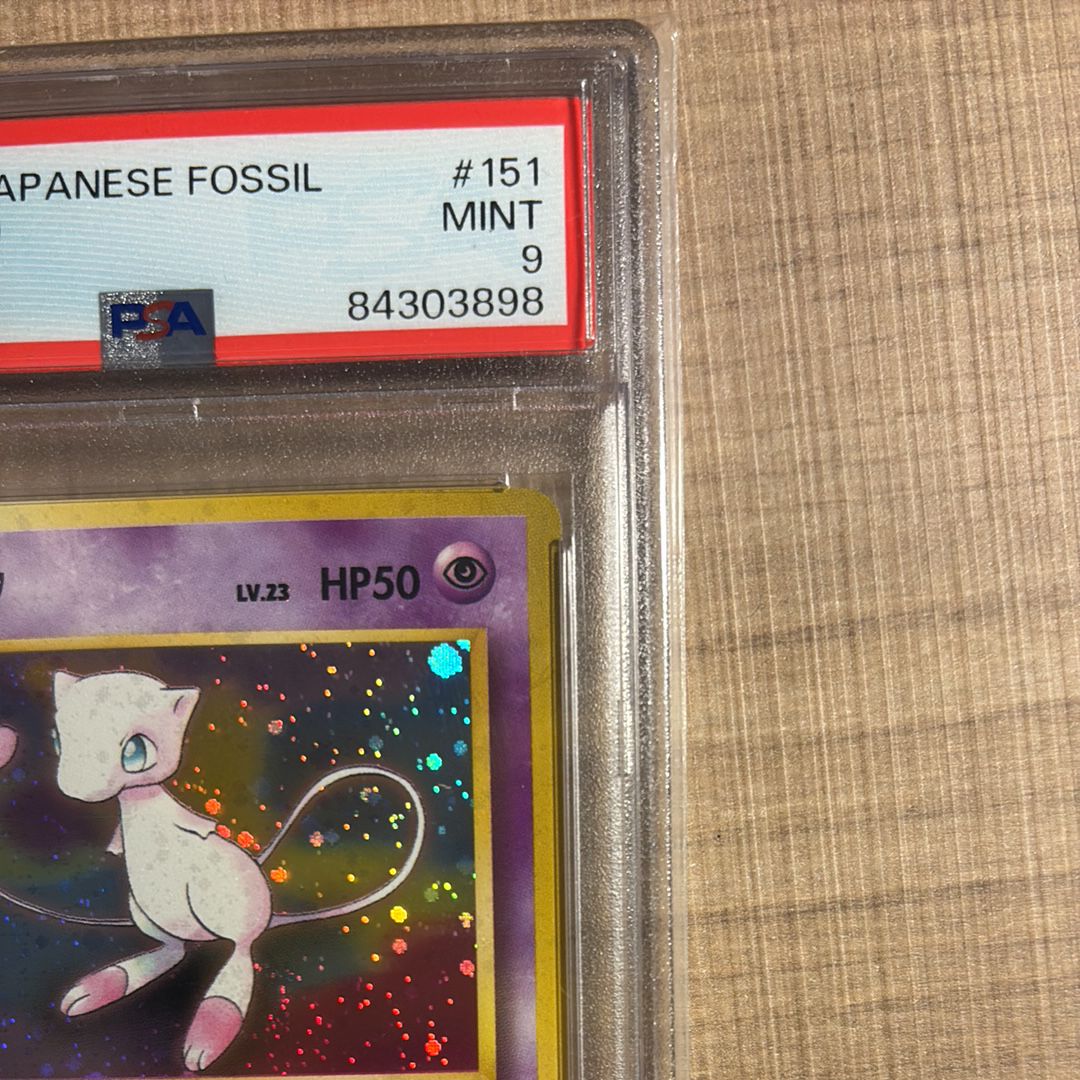 APANESE FOSSIL #151
MINT
9
84303898
PSA
LV.23 HP50